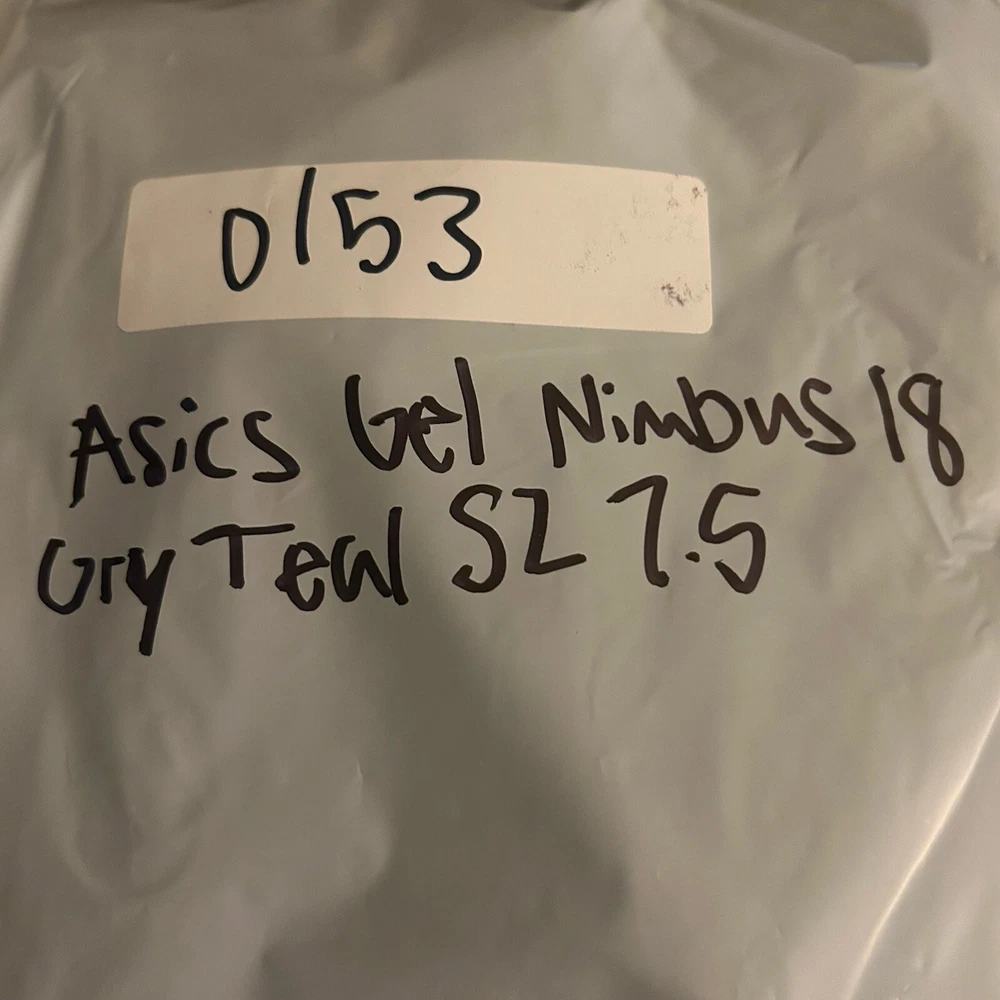 0153
Asics Gel Nimbus 18
Gry Teal SZ 7.5